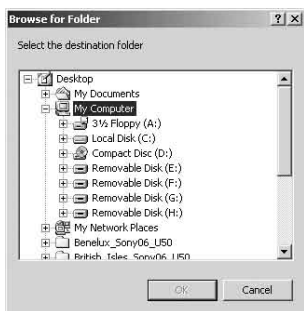 Browse for Folder
Select the destination folder
Desktop
My Documents
My Computer
3½ Floppy (A:)
Local Disk (C:)
Compact Disc (D:)
Removable Disk (E:)
Removable Disk (F:)
Removable Disk (G:)
Removable Disk (H:)
My Network Places
Benelux_Sony06_U50
British_Isles_Sony06_U50
OK Cancel